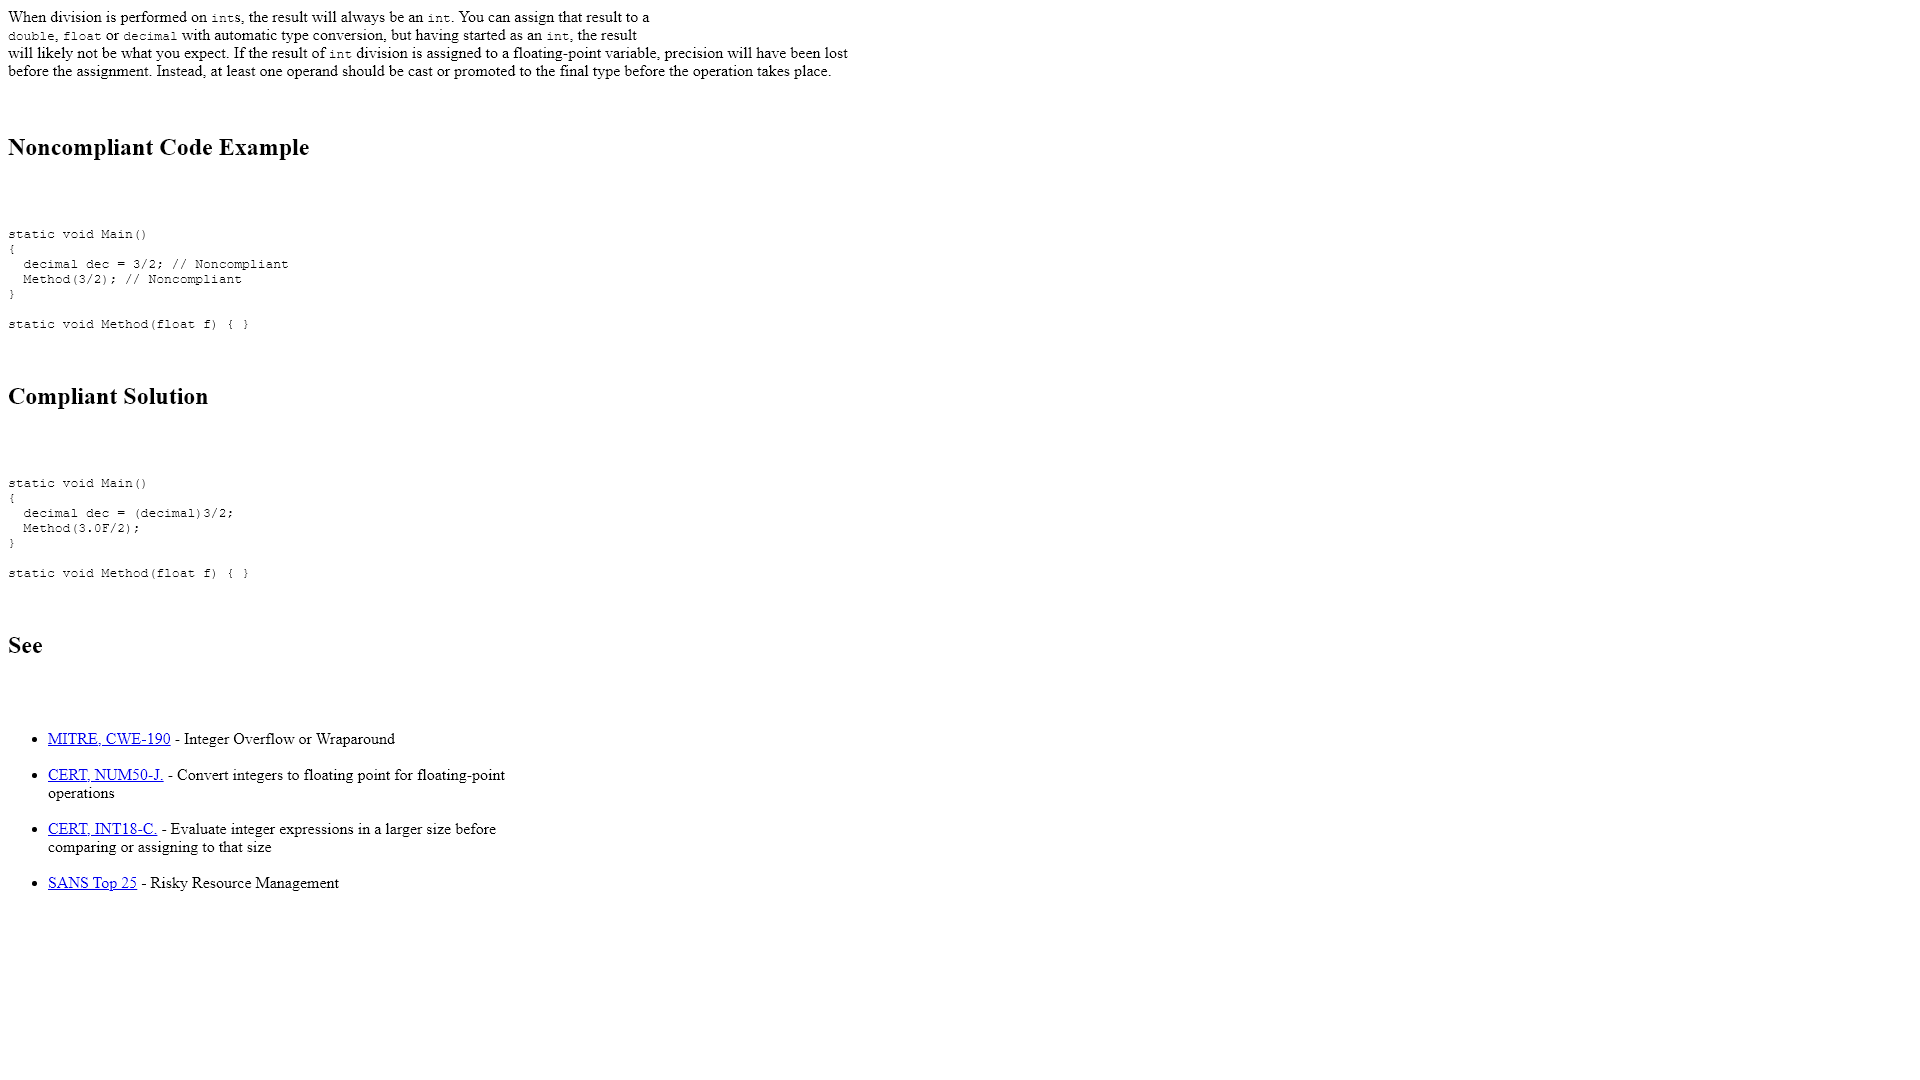 When division is performed on ints, the result will always be an int. You can assign that result to a
double, float or decimal with automatic type conversion, but having started as an int, the result
will likely not be what you expect. If the result of int division is assigned to a floating-point variable, precision will have been lost
before the assignment. Instead, at least one operand should be cast or promoted to the final type before the operation takes place.
Noncompliant Code Example
static void Main()
{
  decimal dec = 3/2; // Noncompliant
  Method(3/2); // Noncompliant
}
static void Method(float f) { }
Compliant Solution
static void Main()
{
  decimal dec = (decimal)3/2;
  Method(3.0F/2);
}
static void Method(float f) { }
See
• MITRE, CWE-190 - Integer Overflow or Wraparound
• CERT, NUM50-J. - Convert integers to floating point for floating-point
operations
• CERT, INT18-C. - Evaluate integer expressions in a larger size before
comparing or assigning to that size
• SANS Top 25 - Risky Resource Management